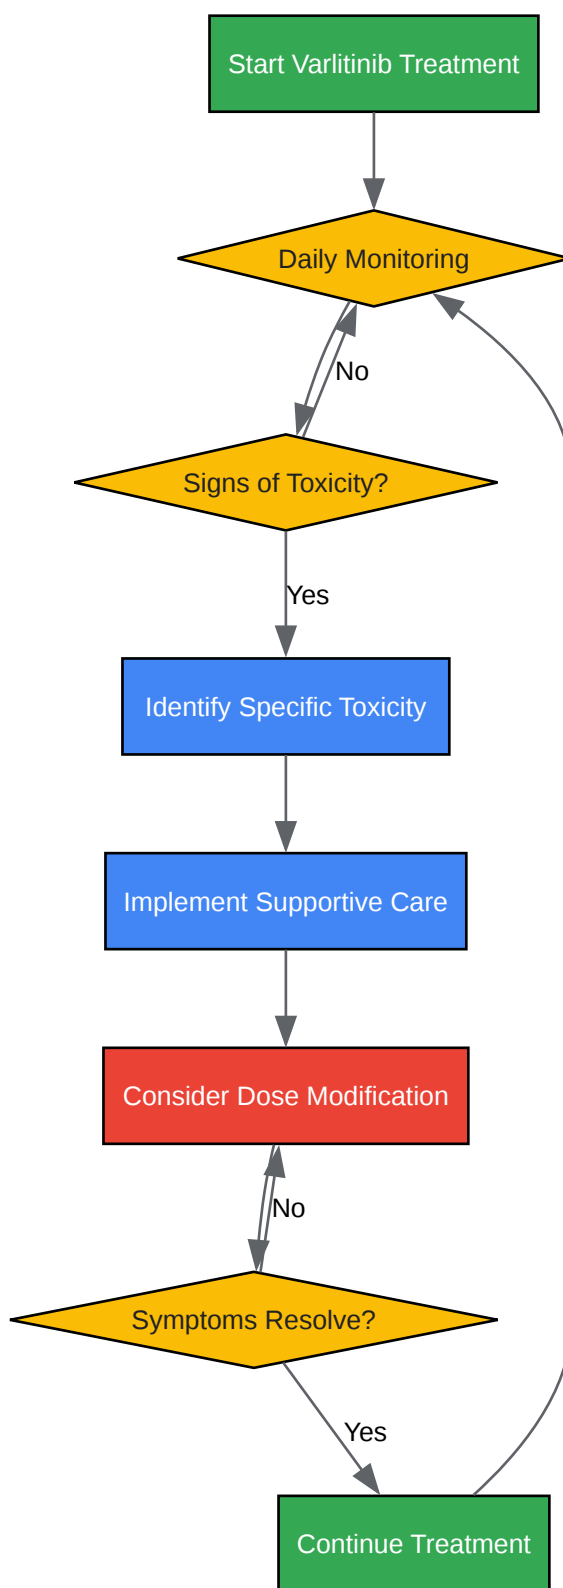 Start Varlitinib Treatment
Daily Monitoring
No
Signs of Toxicity?
Yes
Identify Specific Toxicity
Implement Supportive Care
Consider Dose Modification
No
Symptoms Resolve?
Yes
Continue Treatment